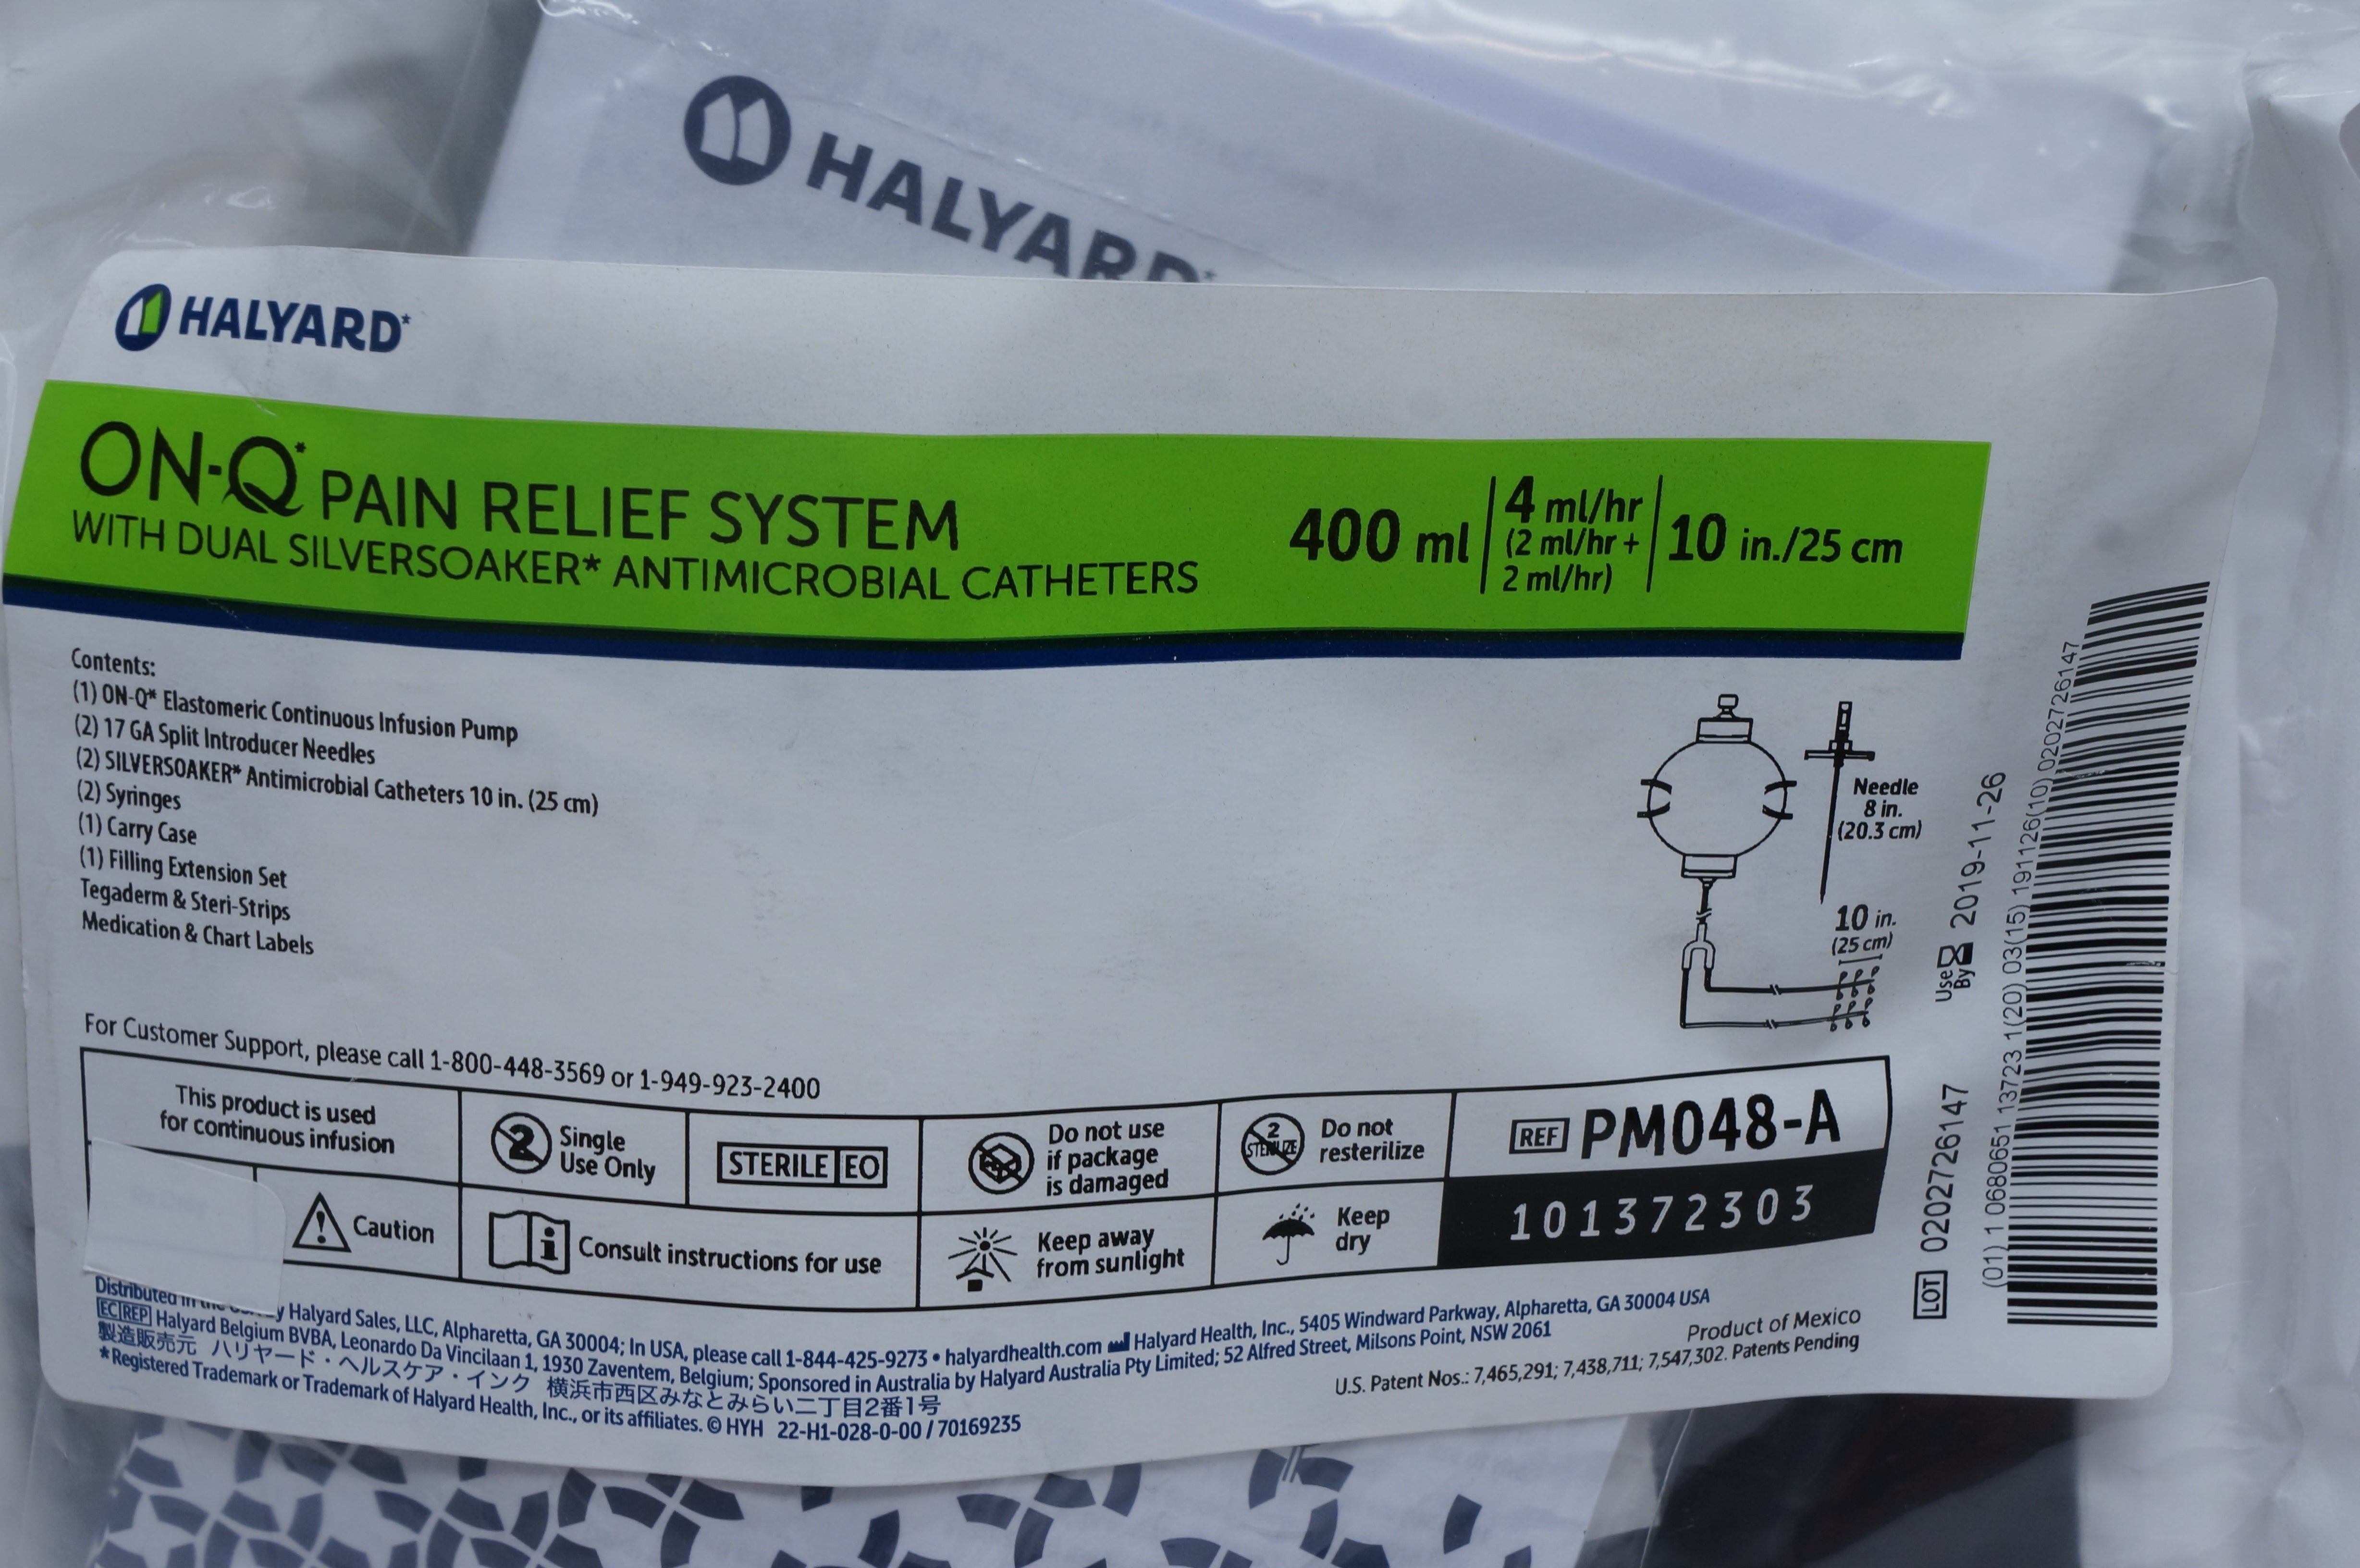 HALYARD*
HALYARD*
ON-Q* PAIN RELIEF SYSTEM
WITH DUAL SILVERSOAKER* ANTIMICROBIAL CATHETERS
400 ml
4 ml/hr
(2 ml/hr +
2 ml/hr)
10 in./25 cm
Contents:
(1) ON-Q* Elastomeric Continuous Infusion Pump
(2) 17 GA Split Introducer Needles
(2) SILVERSOAKER* Antimicrobial Catheters 10 in. (25 cm)
(2) Syringes
(1) Carry Case
(1) Filling Extension Set
Tegaderm & Steri-Strips
Medication & Chart Labels
Needle
8 in.
(20.3 cm)
10 in.
(25 cm)
Use By 2019-11-26
LOT 0202726147
(01) 1 0680651 13723 1(20) 03(15) 191126(10) 0202726147
For Customer Support, please call 1-800-448-3569 or 1-949-923-2400
This product is used
for continuous infusion
2 Single
Use Only
STERILE EO
Do not use
if package
is damaged
2
STERILIZE
Do not
resterilize
REF PM048-A
! Caution
i Consult instructions for use
Keep away
from sunlight
Keep
dry
101372303
Distributed in the Halyard Sales, LLC, Alpharetta, GA 30004; In USA, please call 1-844-425-9273 • halyardhealth.com Halyard Health, Inc., 5405 Windward Parkway, Alpharetta, GA 30004 USA
EC REP Halyard Belgium BVBA, Leonardo Da Vincilaan 1, 1930 Zaventem, Belgium; Sponsored in Australia by Halyard Australia Pty Limited; 52 Alfred Street, Milsons Point, NSW 2061
製造販売元 ハリヤード・ヘルスケア・インク 横浜市西区みなとみらい二丁目2番1号
*Registered Trademark or Trademark of Halyard Health, Inc., or its affiliates. © HYH 22-H1-028-0-00 / 70169235
Product of Mexico
U.S. Patent Nos.: 7,465,291; 7,438,711; 7,547,302. Patents Pending